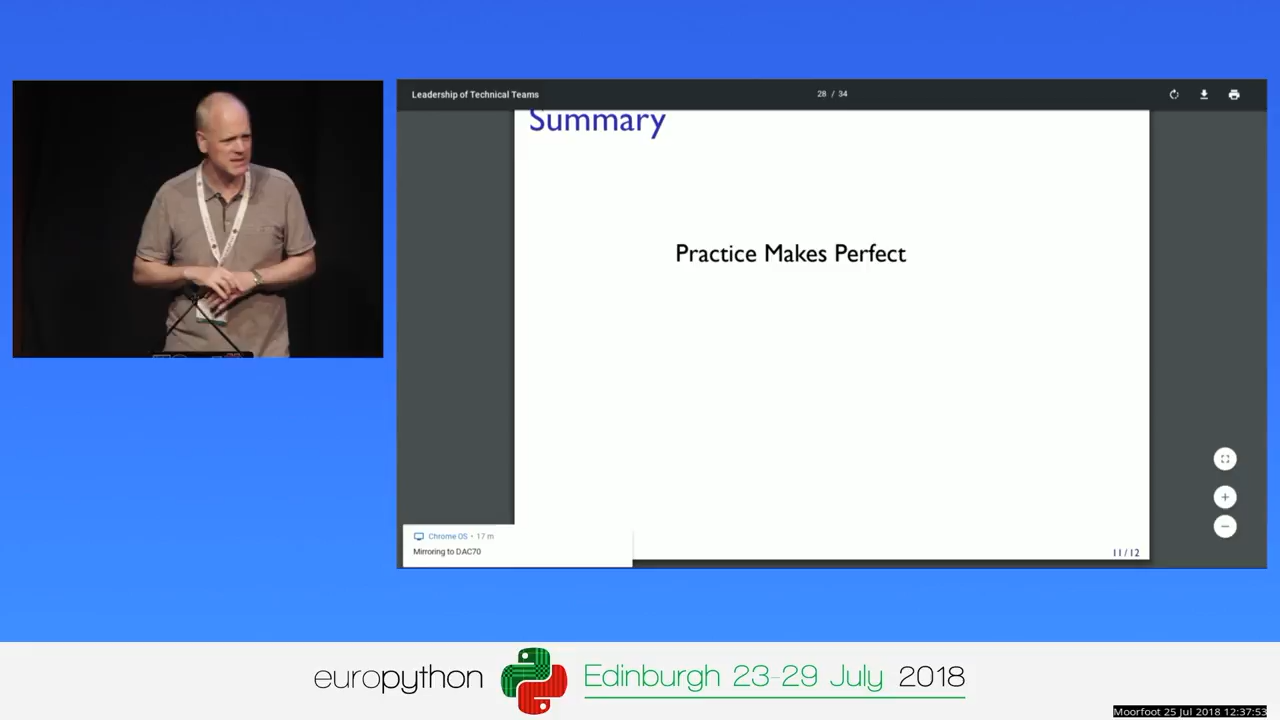 Leadership of Technical Teams
28 / 34
Summary
Practice Makes Perfect
Chrome OS • 17 m
Mirroring to DAC70
11 / 12
europython
Edinburgh 23-29 July 2018
Moorfoot 25 Jul 2018 12:37:53